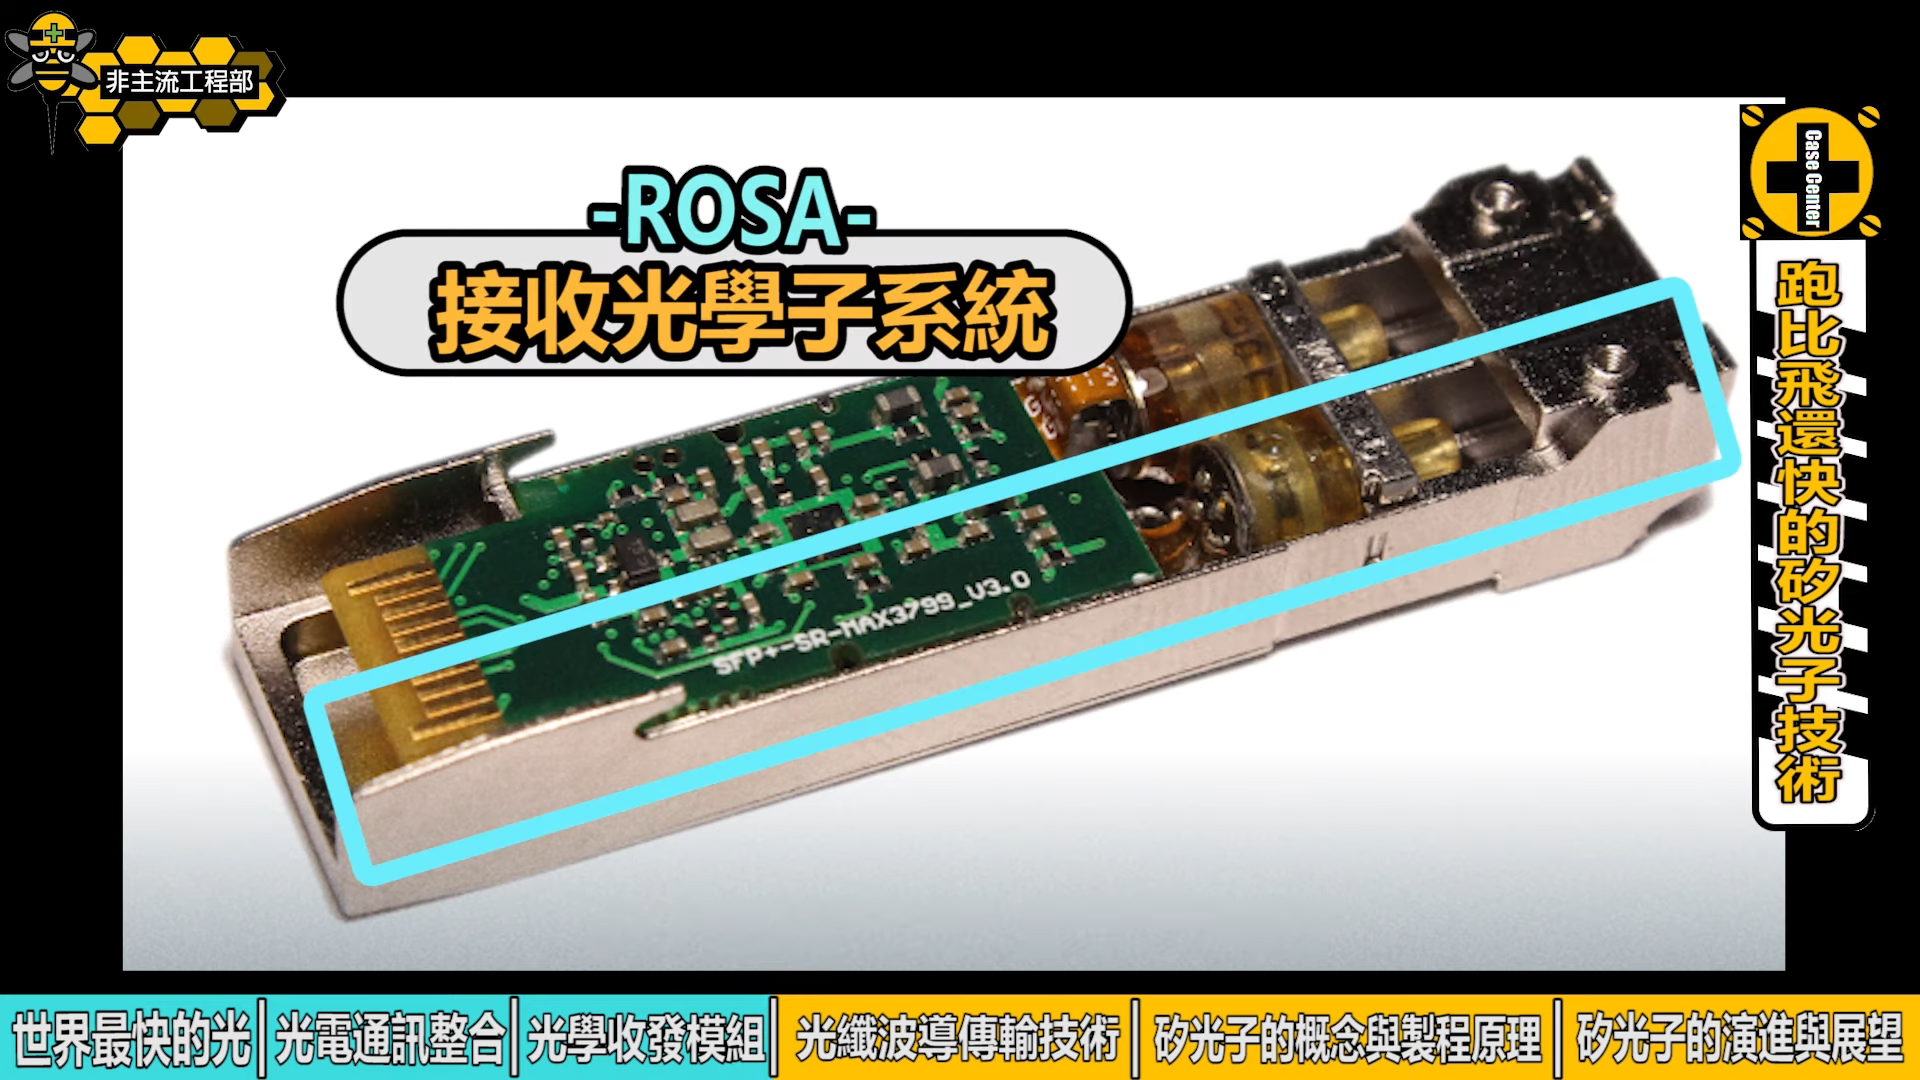 非主流工程部
Case Center
-ROSA-
接收光學子系統
SFP+-SR-MAX3799_V3.0
跑比飛還快的矽光子技術
世界最快的光
光電通訊整合
光學收發模組
光纖波導傳輸技術
矽光子的概念與製程原理
矽光子的演進與展望